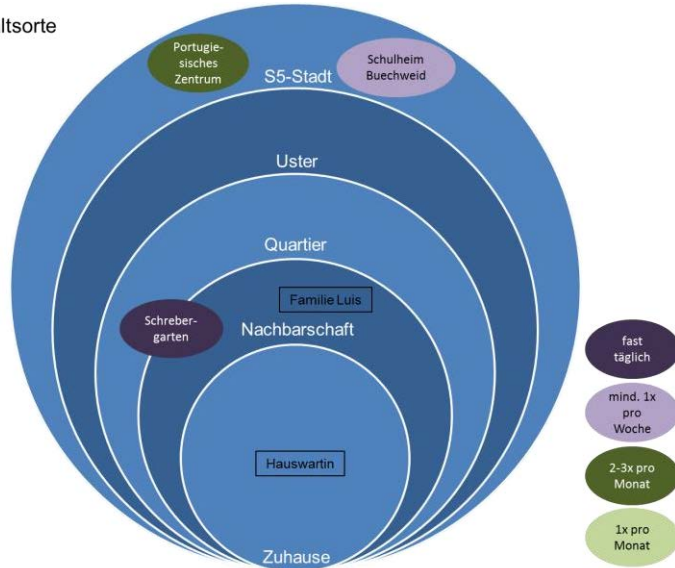 ltsorte
Portugie-
sisches
Zentrum
Schulheim
Buechweid
S5-Stadt
Uster
Quartier
Familie Luis
Schreber-
garten
Nachbarschaft
Hauswartin
Zuhause
fast
täglich
mind. 1x
pro
Woche
2-3x pro
Monat
1x pro
Monat